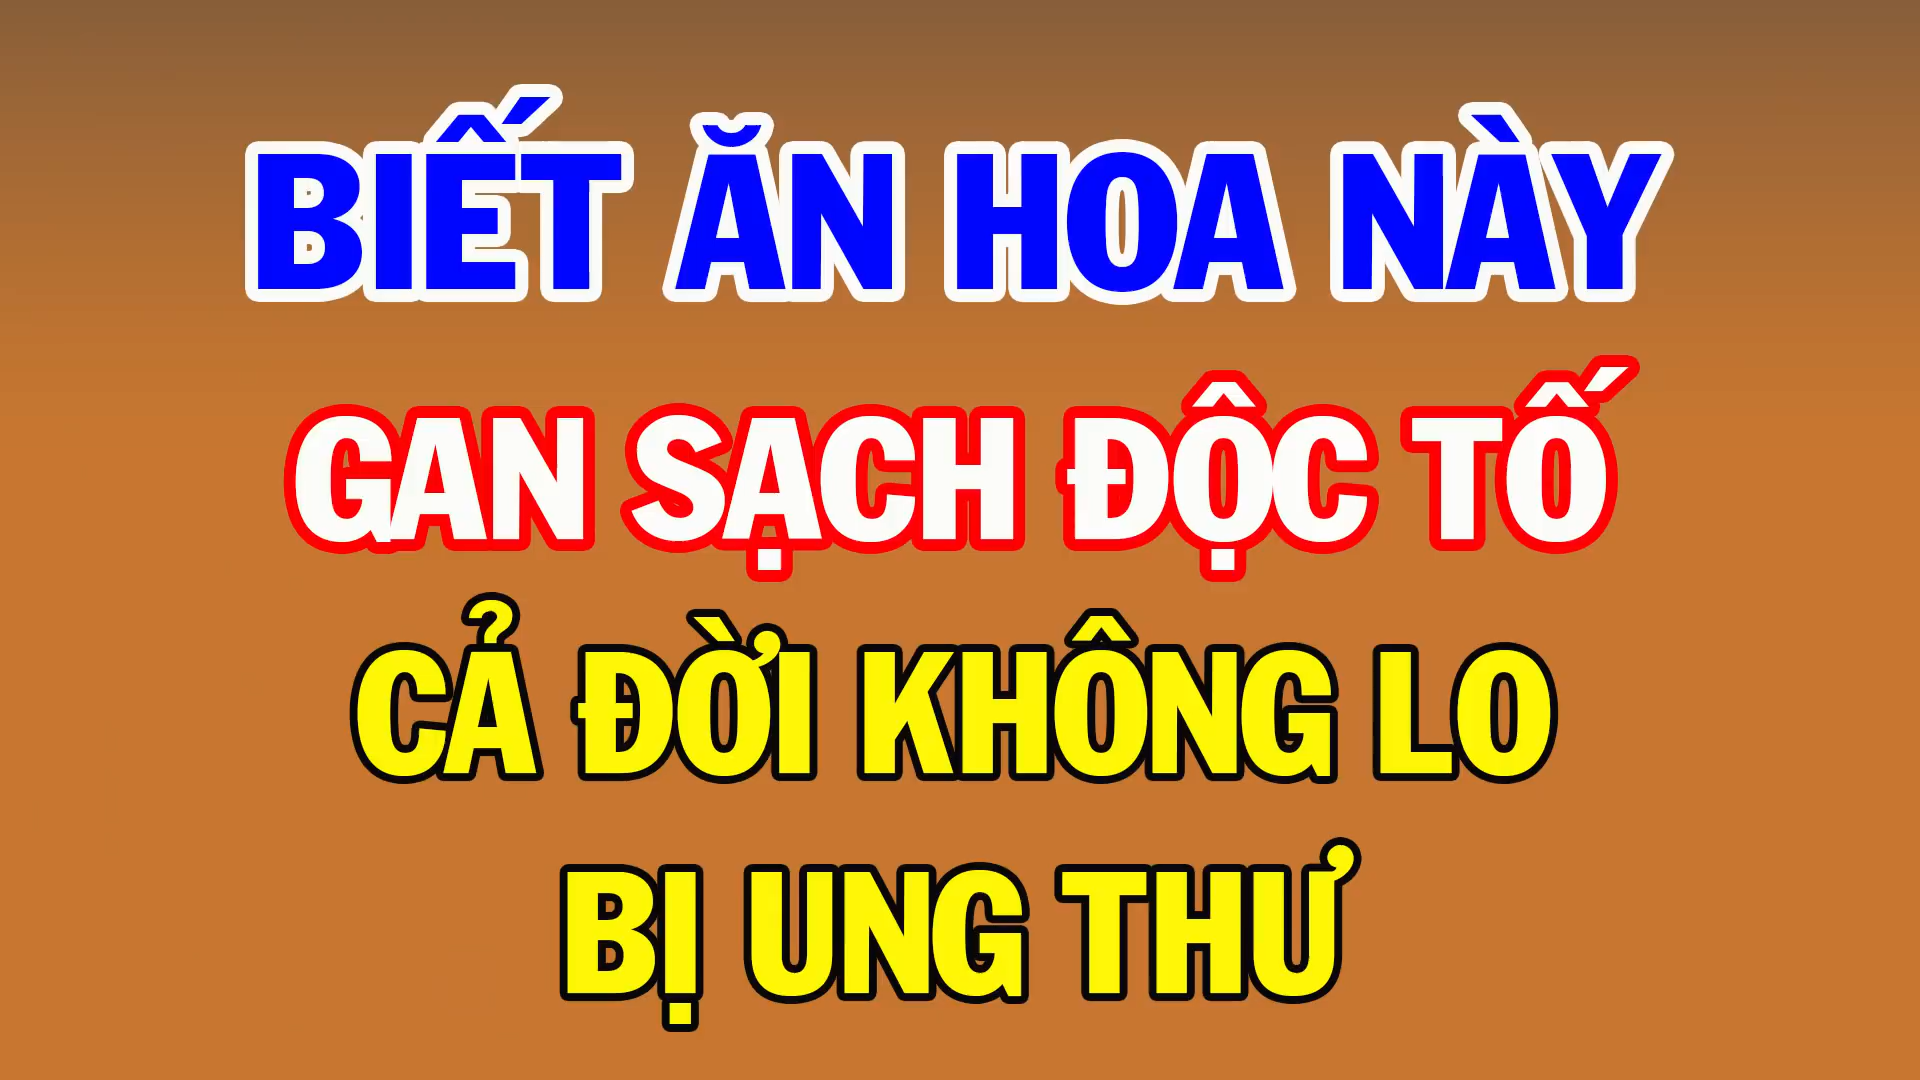 BIẾT ĂN HOA NÀY
GAN SẠCH ĐỘC TỐ
CẢ ĐỜI KHÔNG LO
BỊ UNG THƯ